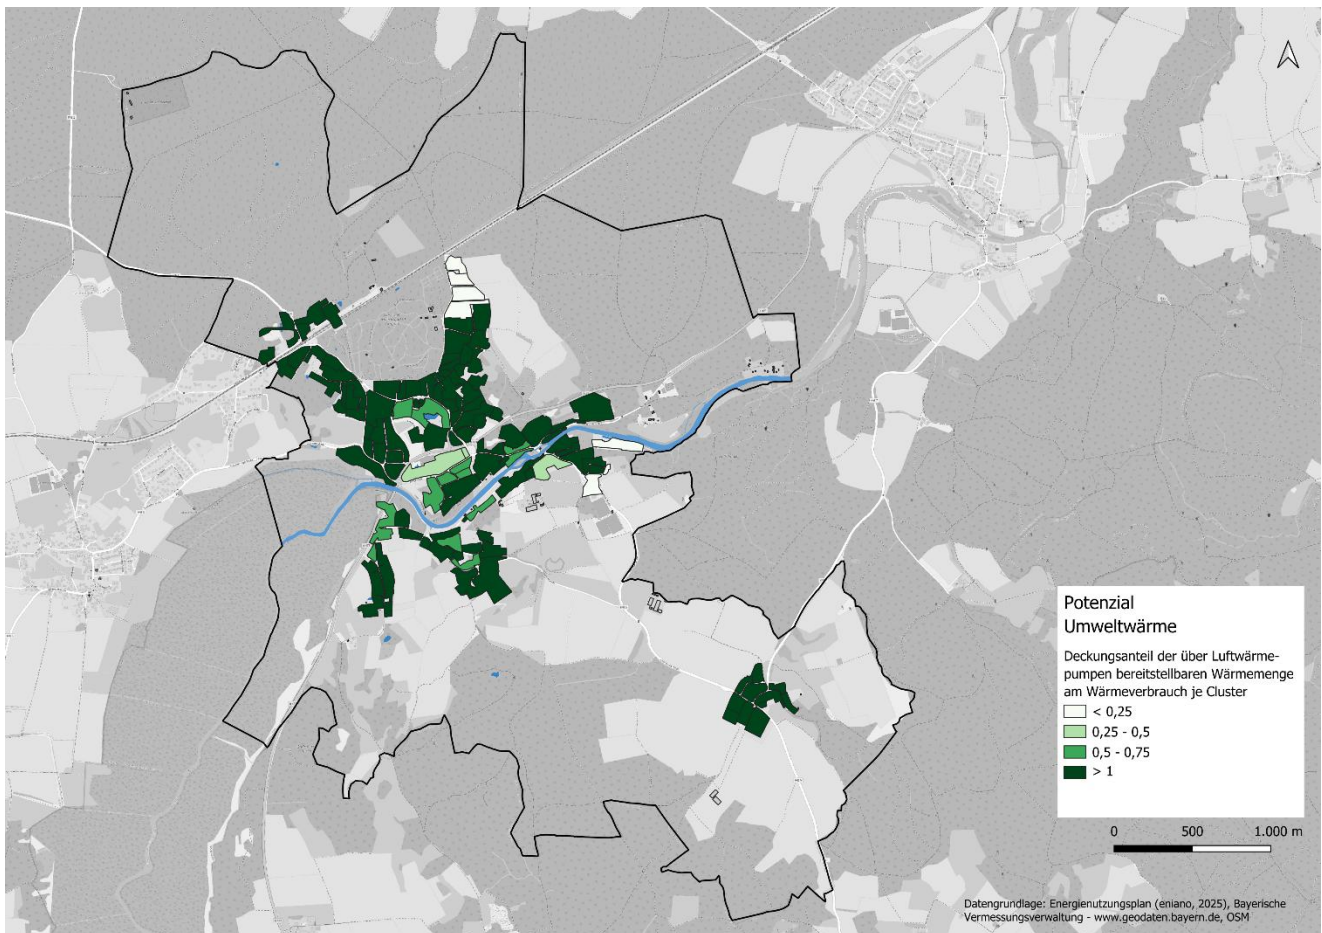 Potenzial
Umweltwärme
Deckungsanteil der über Luftwärme-
pumpen bereitstellbaren Wärmemenge
am Wärmeverbrauch je Cluster
< 0,25
0,25 - 0,5
0,5 - 0,75
> 1
0 500 1.000 m
Datengrundlage: Energienutzungsplan (eniano, 2025), Bayerische
Vermessungsverwaltung - www.geodaten.bayern.de, OSM